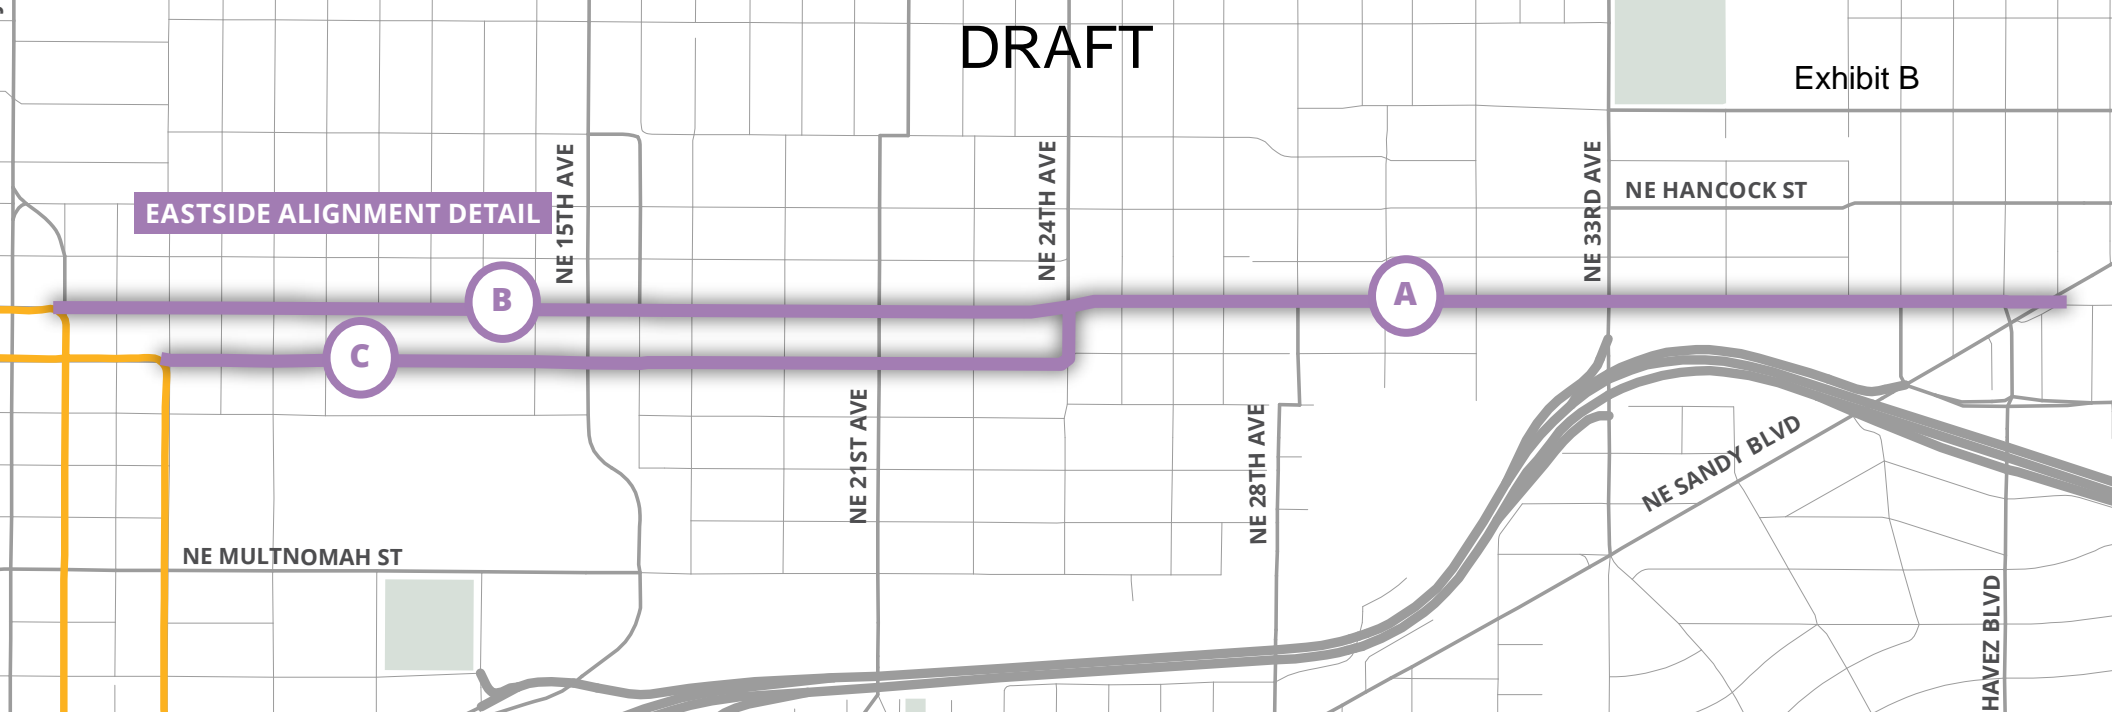 DRAFT
Exhibit B
NE 15TH AVE
NE 24TH AVE
NE 33RD AVE
NE HANCOCK ST
EASTSIDE ALIGNMENT DETAIL
B
A
C
NE 21ST AVE
NE 28TH AVE
NE SANDY BLVD
NE MULTNOMAH ST
HAVEZ BLVD